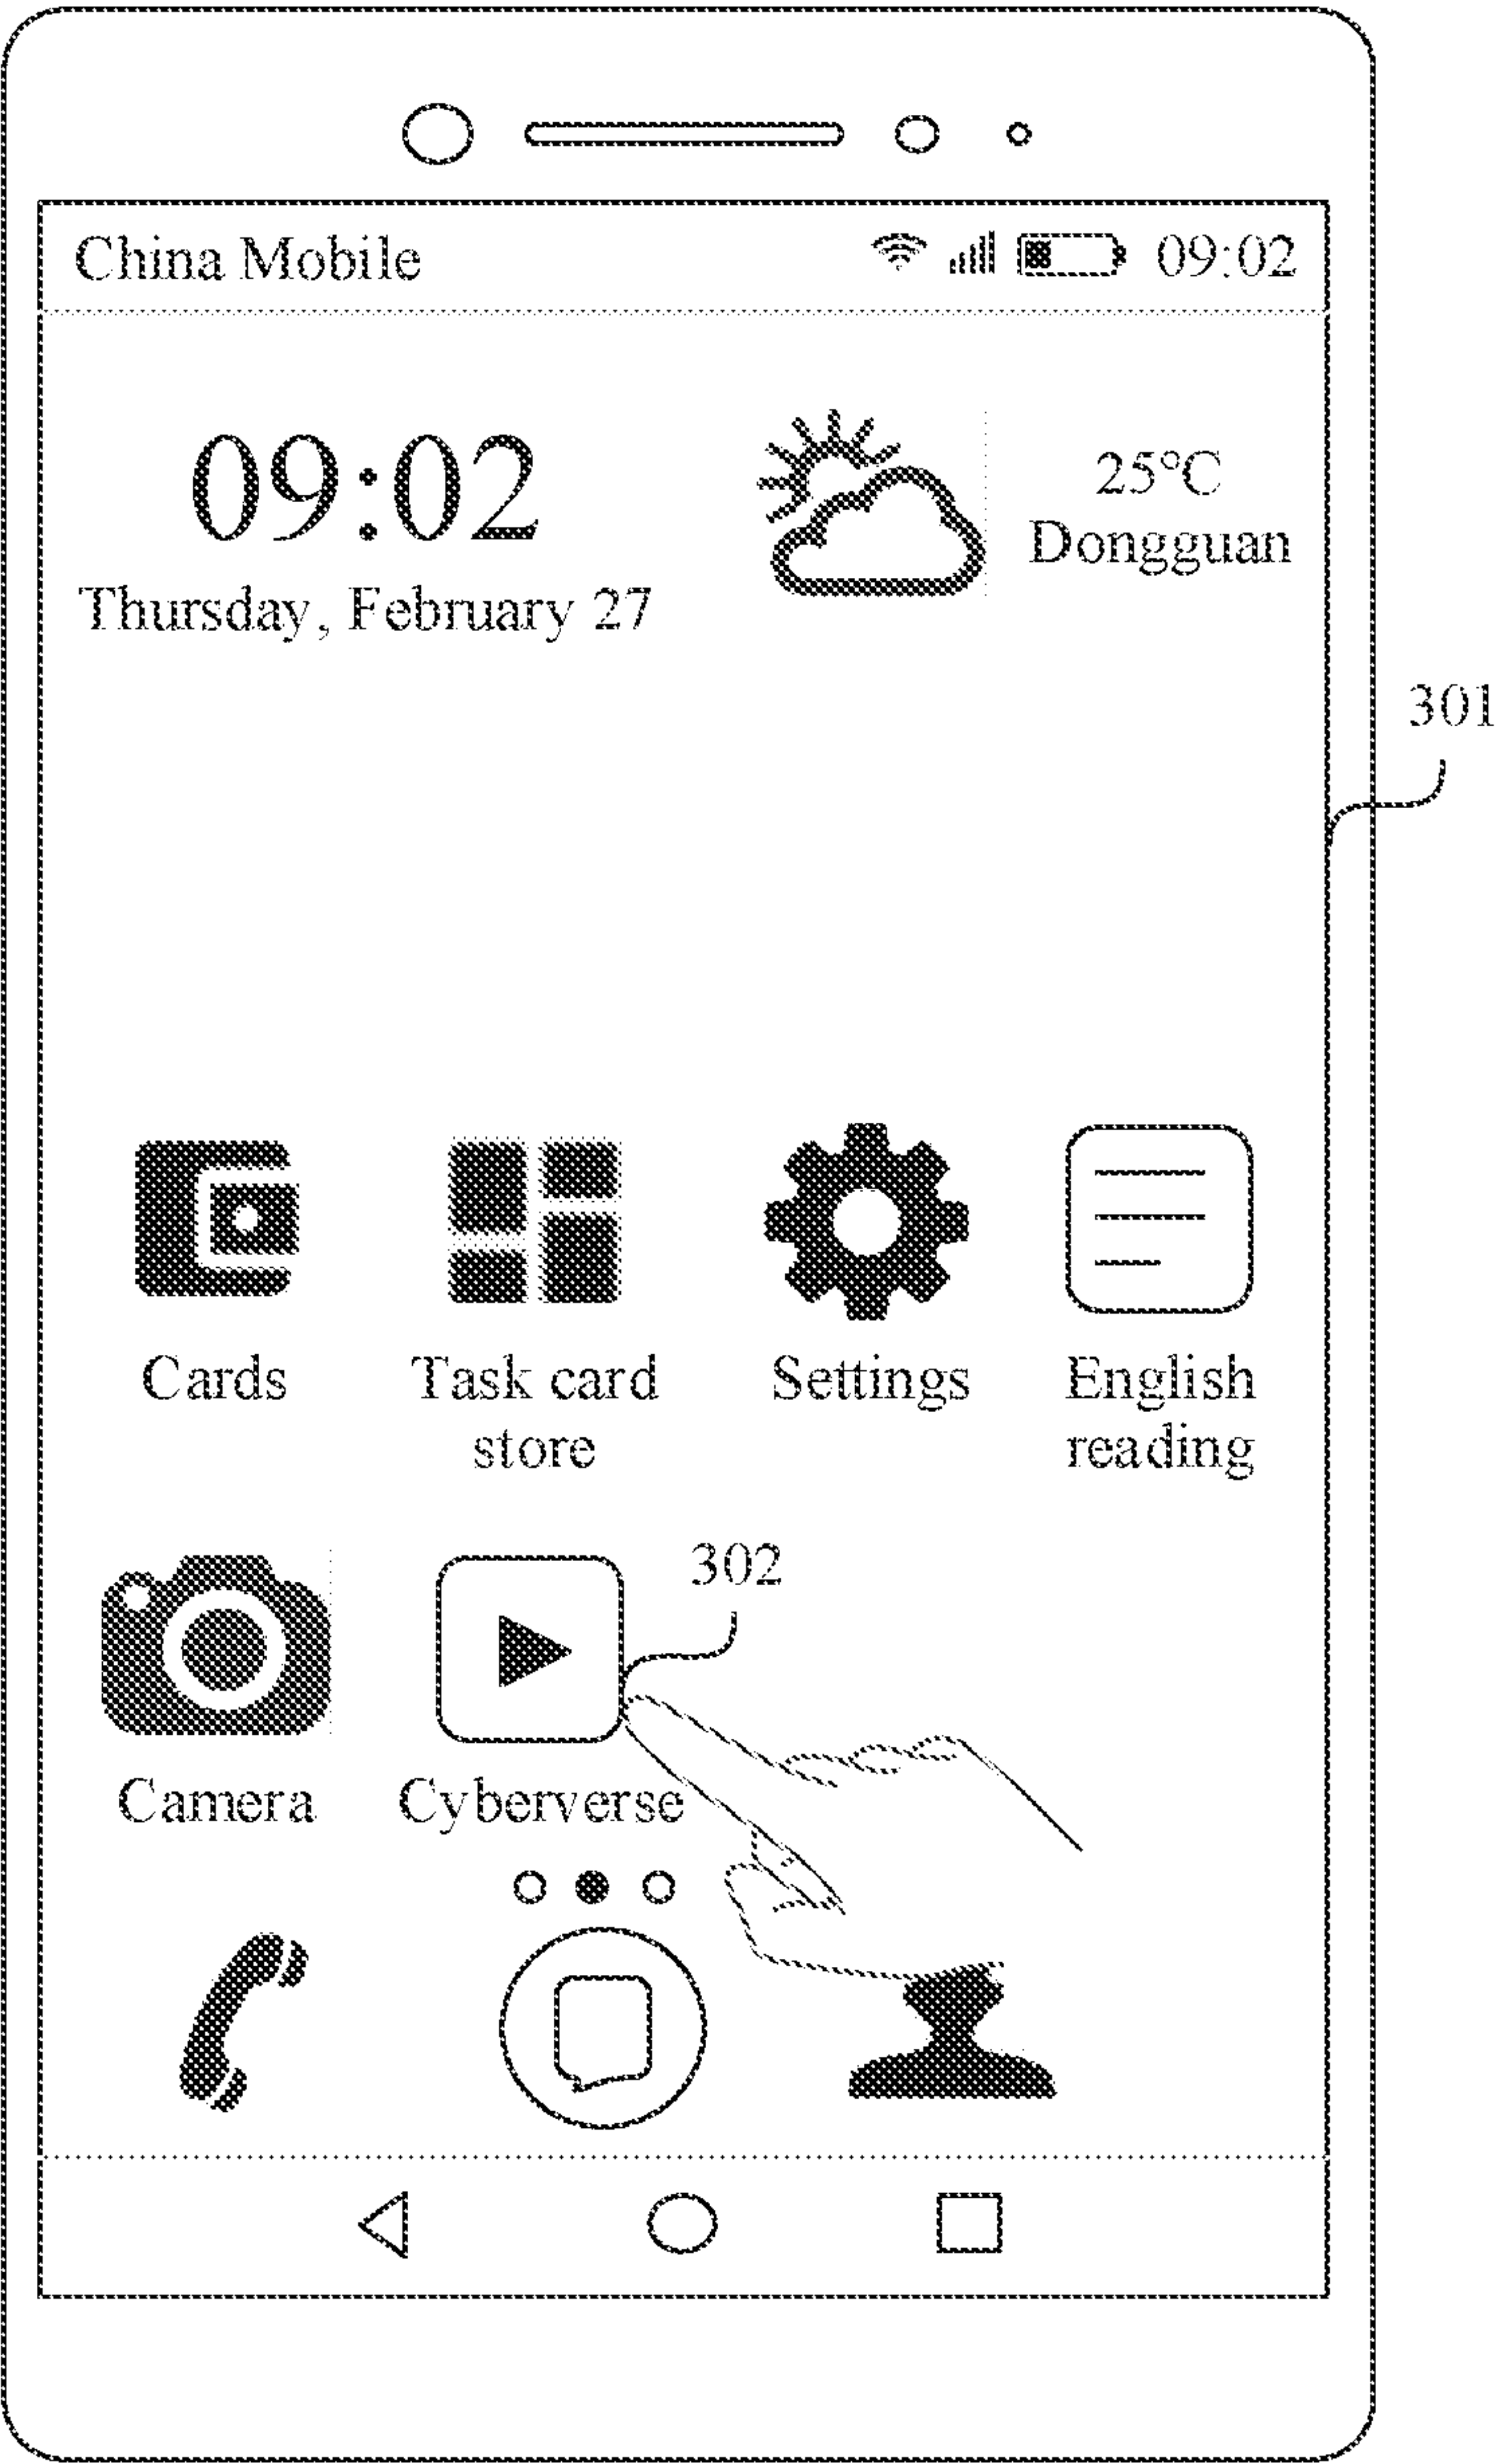 China Mobile 09:02
09:02
Thursday, February 27
25°C
Dongguan
301
Cards
Task card
store
Settings
English
reading
302
Camera
Cyberverse